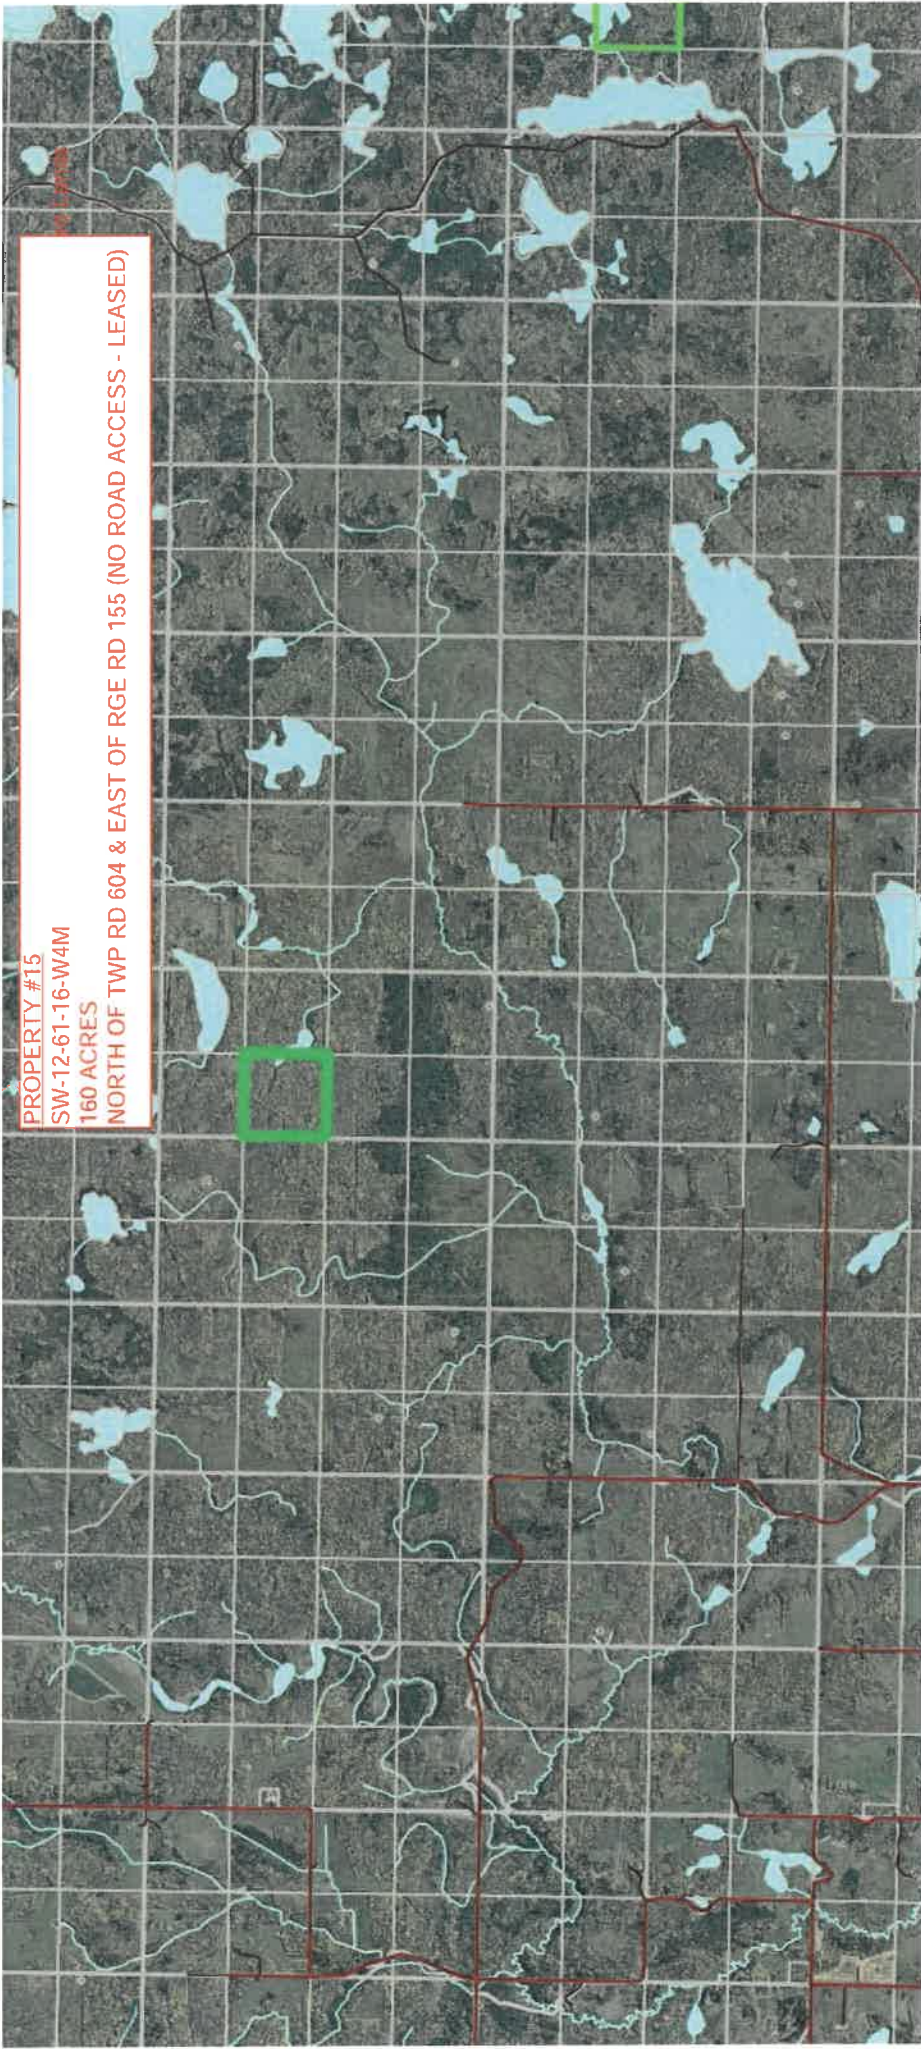 PROPERTY #15
SW-12-61-16-W4M
160 ACRES
NORTH OF TWP RD 604 & EAST OF RGE RD 155 (NO ROAD ACCESS - LEASED)